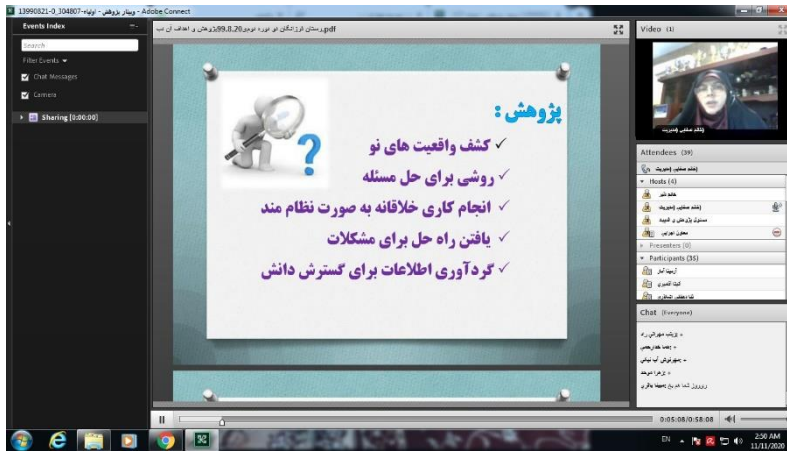 13990821-0_304807-وبینار پژوهش - اولیاء - Adobe Connect
Events Index
Search
Filter Events
Chat Messages
Camera
Sharing [0:00:00]
پژوهش :
کشف واقعیت های نو
روشی برای حل مسئله
انجام کاری خلاقانه به صورت نظام مند
یافتن راه حل برای مشکلات
گردآوری اطلاعات برای گسترش دانش
Video (1)
Attendees (39)
Hosts (4)
Presenters (0)
Participants (35)
Chat (Everyone)
0:05:08/0:58:08
EN
2:50 AM
11/11/2020